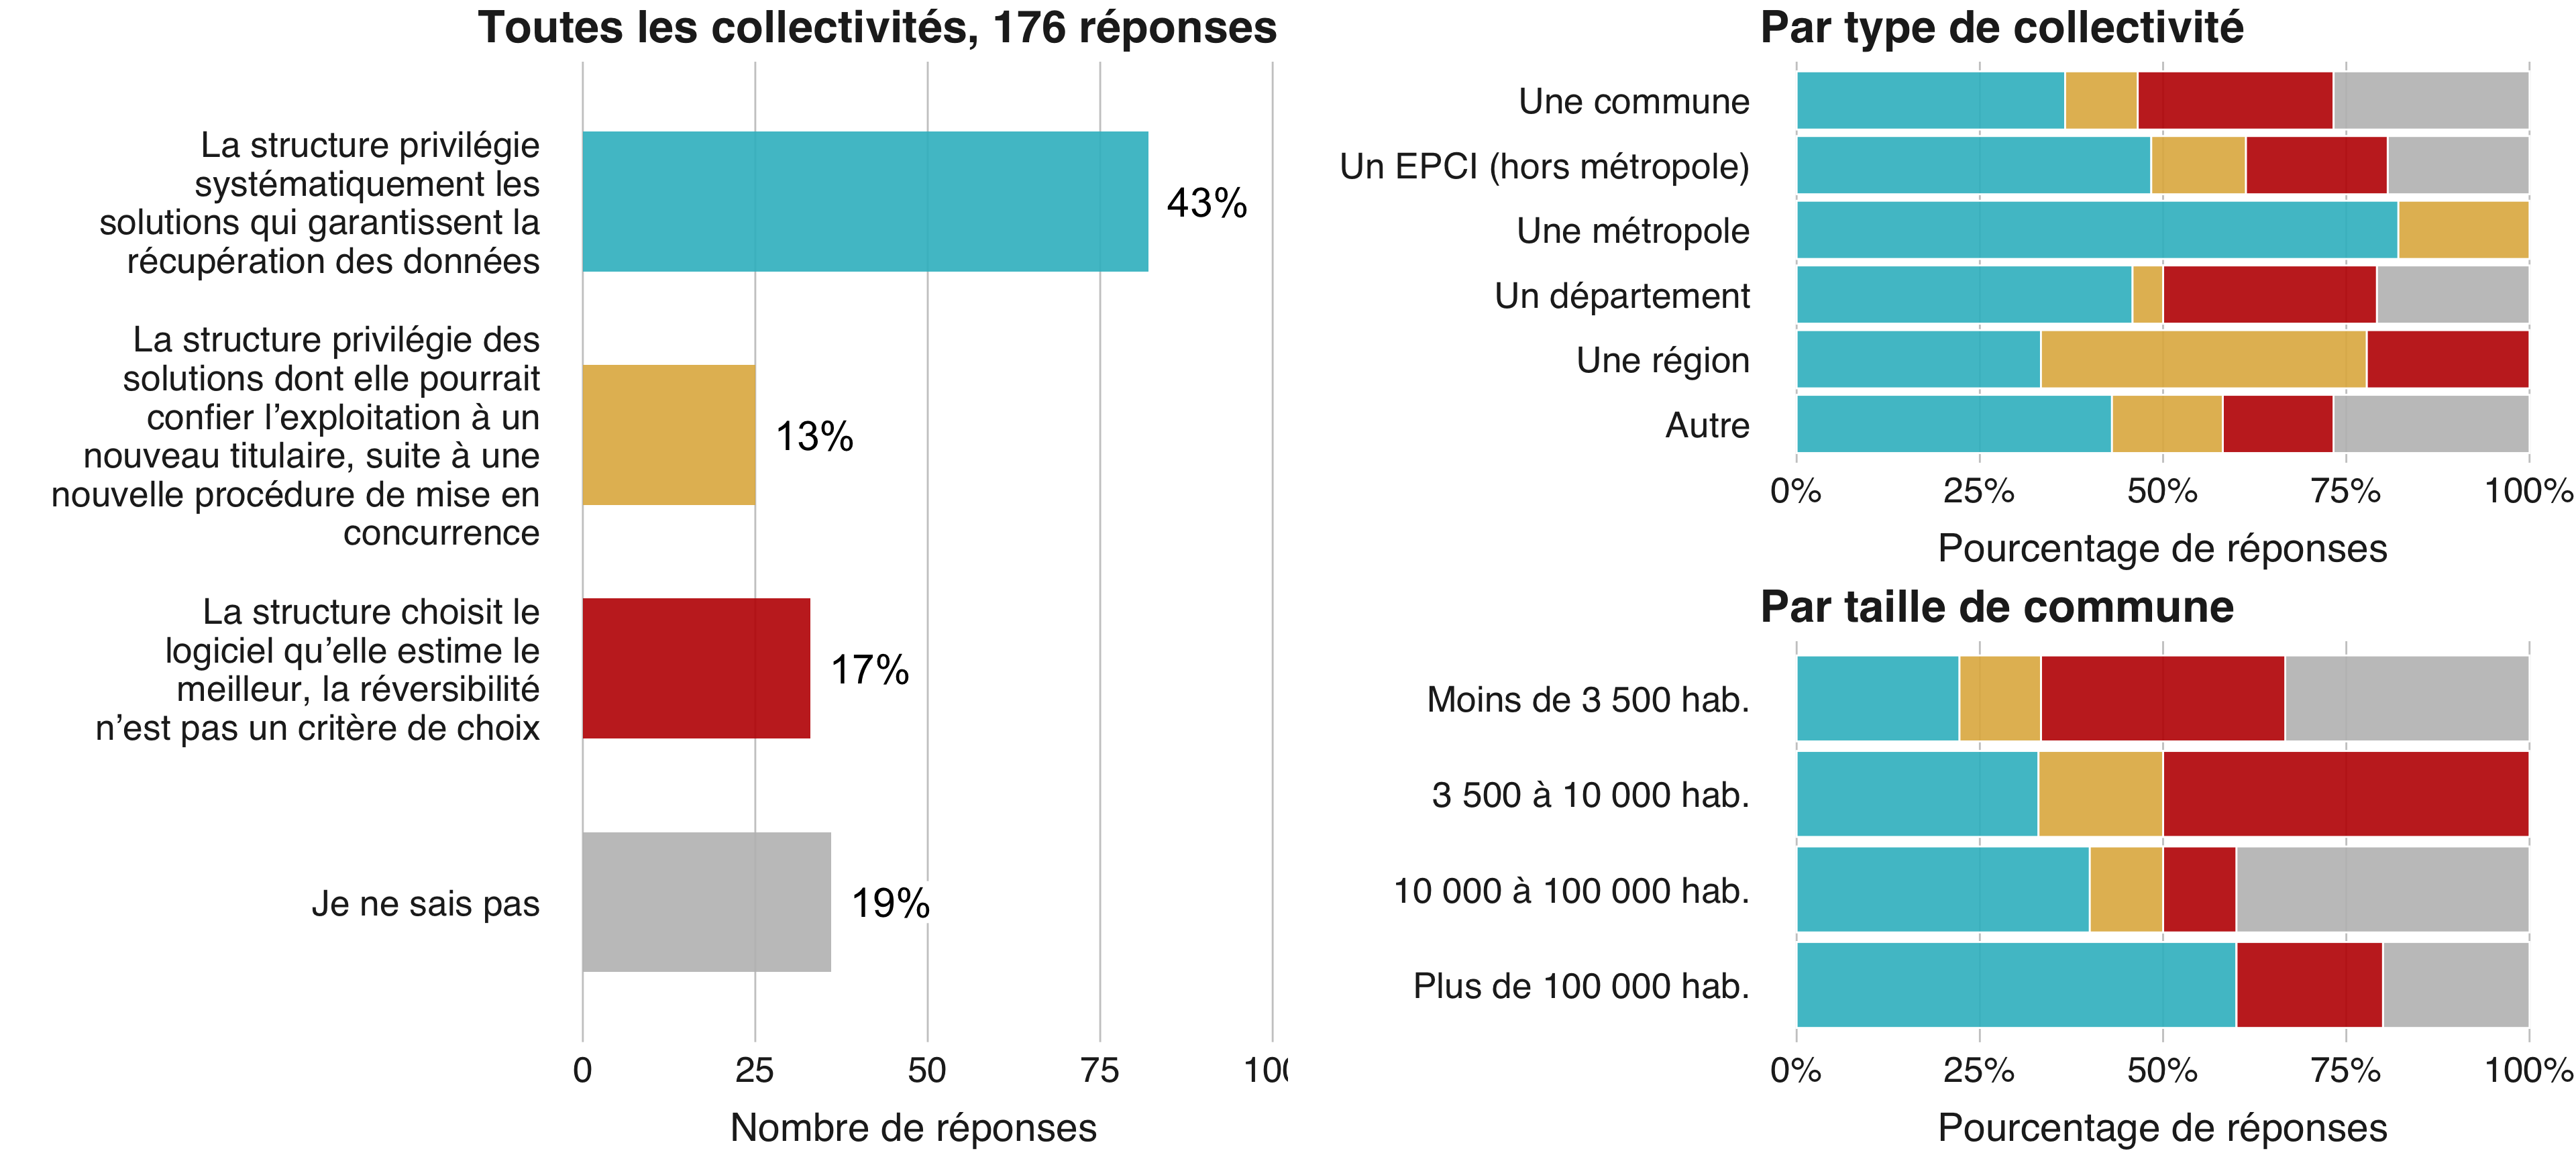 Toutes les collectivités, 176 réponses
La structure privilégie
systématiquement les
solutions qui garantissent la
récupération des données
43%
La structure privilégie des
solutions dont elle pourrait
confier l’exploitation à un
nouveau titulaire, suite à une
nouvelle procédure de mise en
concurrence
13%
La structure choisit le
logiciel qu’elle estime le
meilleur, la réversibilité
n’est pas un critère de choix
17%
Je ne sais pas
19%
0 25 50 75 100
Nombre de réponses
Par type de collectivité
Une commune
Un EPCI (hors métropole)
Une métropole
Un département
Une région
Autre
0% 25% 50% 75% 100%
Pourcentage de réponses
Par taille de commune
Moins de 3 500 hab.
3 500 à 10 000 hab.
10 000 à 100 000 hab.
Plus de 100 000 hab.
0% 25% 50% 75% 100%
Pourcentage de réponses